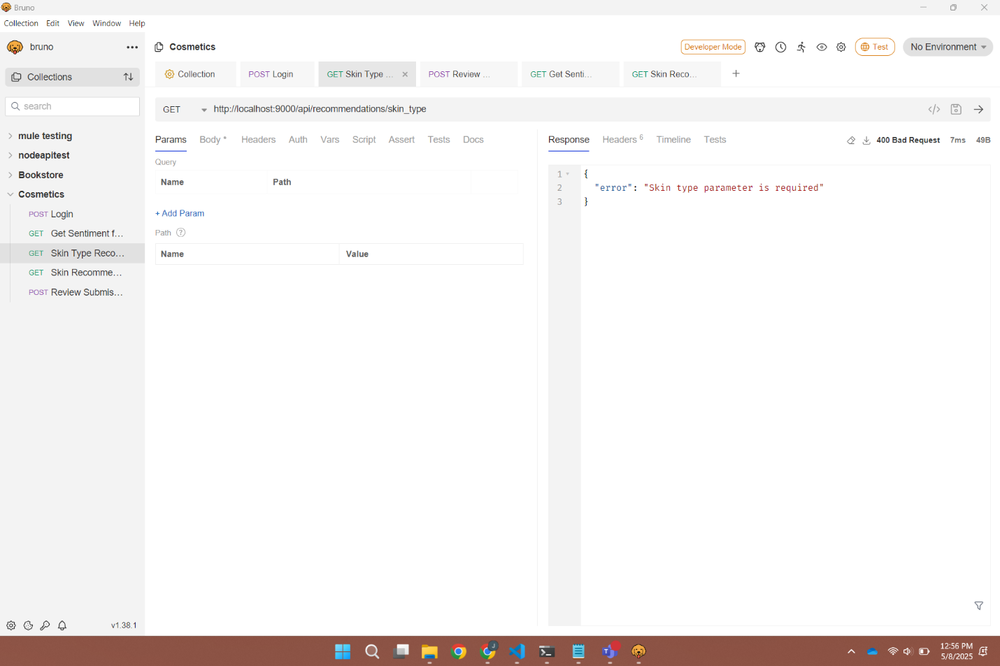 Bruno
Collection Edit View Window Help
bruno
Cosmetics
Developer Mode
Test
No Environment
Collections
Collection
POST Login
GET Skin Type ...
POST Review ...
GET Get Senti...
GET Skin Reco...
search
GET
http://localhost:9000/api/recommendations/skin_type
mule testing
nodeapitest
Bookstore
Cosmetics
POST Login
GET Get Sentiment f...
GET Skin Type Reco...
GET Skin Recomme...
POST Review Submis...
Params Body Headers Auth Vars Script Assert Tests Docs
Query
Name Path
+ Add Param
Path ?
Name Value
Response Headers 6 Timeline Tests
400 Bad Request 7ms 49B
1 {
2 "error": "Skin type parameter is required"
3 }
v1.38.1
J
T
12:56 PM
5/8/2025